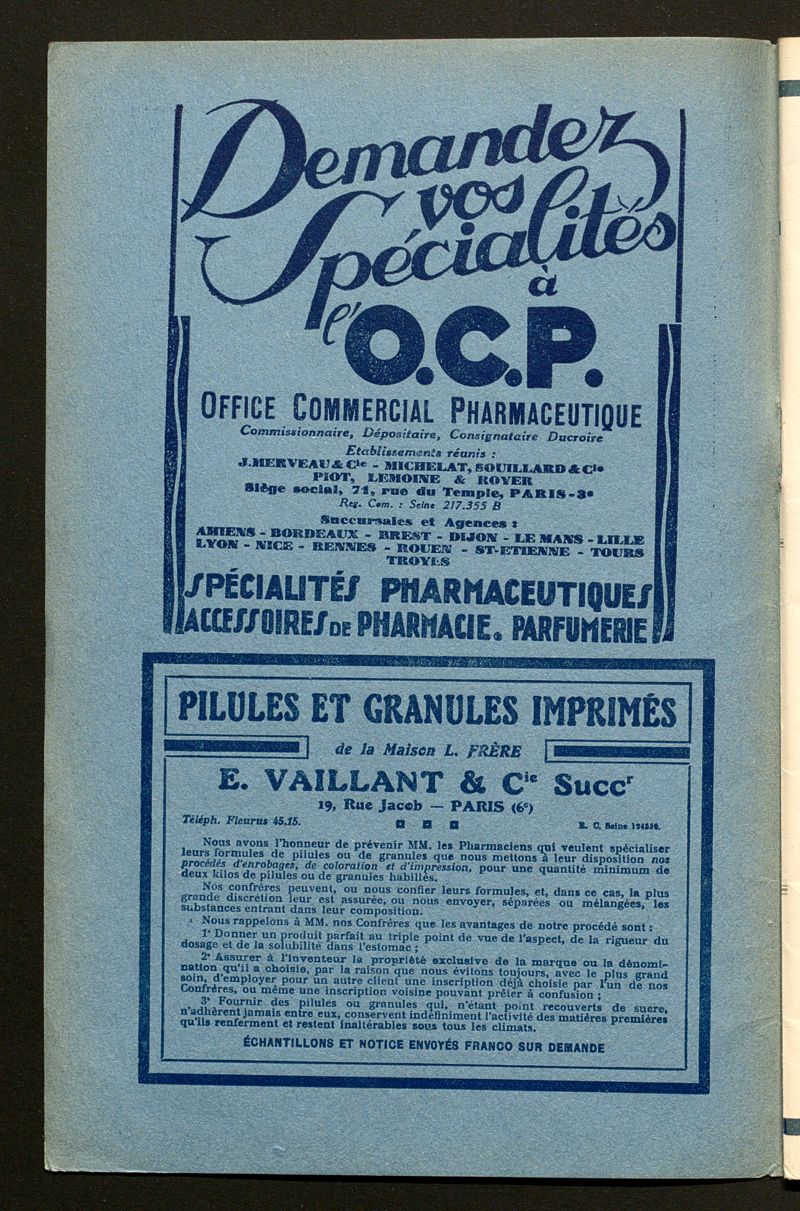 Demandez
vos
Spécialités
à
l'O.C.P.
OFFICE COMMERCIAL PHARMACEUTIQUE
Commissionnaire, Dépositaire, Consignataire Ducroire
Etablissements réunis :
J. MERVEAU & Cie - MICHELAT, SOUILLARD & Cie
PIOT, LEMOINE & ROYER
Siège social, 71, rue du Temple, PARIS-3e
Reg. Com. : Seine 217.355 B
Succursales et Agences :
AMIENS - BORDEAUX - BREST - DIJON - LE MANS - LILLE
LYON - NICE - RENNES - ROUEN - ST-ETIENNE - TOURS
TROYES
SPÉCIALITÉS PHARMACEUTIQUES
ACCESSOIRES DE PHARMACIE. PARFUMERIE
PILULES ET GRANULES IMPRIMÉS
de la Maison L. FRÈRE
E. VAILLANT & Cie Succr
19, Rue Jacob — PARIS (6e)
Téléph. Fleurus 45.15.
R. C. Seine
Nous avons l'honneur de prévenir MM. les Pharmaciens qui veulent spécialiser
leurs formules de pilules ou de granules que nous mettons à leur disposition nos
procédés d'enrobages, de coloration et d'impression, pour une quantité minimum de
deux kilos de pilules ou de granules habillés.
Nos confrères peuvent, ou nous confier leurs formules, et, dans ce cas, la plus
grande discrétion leur est assurée, ou nous envoyer, séparées ou mélangées, les
substances entrant dans leur composition.
Nous rappelons à MM. nos Confrères que les avantages de notre procédé sont :
1° Donner un produit parfait au triple point de vue de l'aspect, de la rigueur du
dosage et de la solubilité dans l'estomac ;
2° Assurer à l'inventeur la propriété exclusive de la marque ou la dénomi-
nation qu'il a choisie, par la raison que nous évitons toujours, avec le plus grand
soin, d'employer pour un autre client une inscription déjà choisie par l'un de nos
Confrères, ou même une inscription voisine pouvant prêter à confusion ;
3° Fournir des pilules ou granules qui, n'étant point recouverts de sucre,
n'adhèrent jamais entre eux, conservent indéfiniment l'activité des matières premières
qu'ils renferment et restent inaltérables sous tous les climats.
ÉCHANTILLONS ET NOTICE ENVOYÉS FRANCO SUR DEMANDE